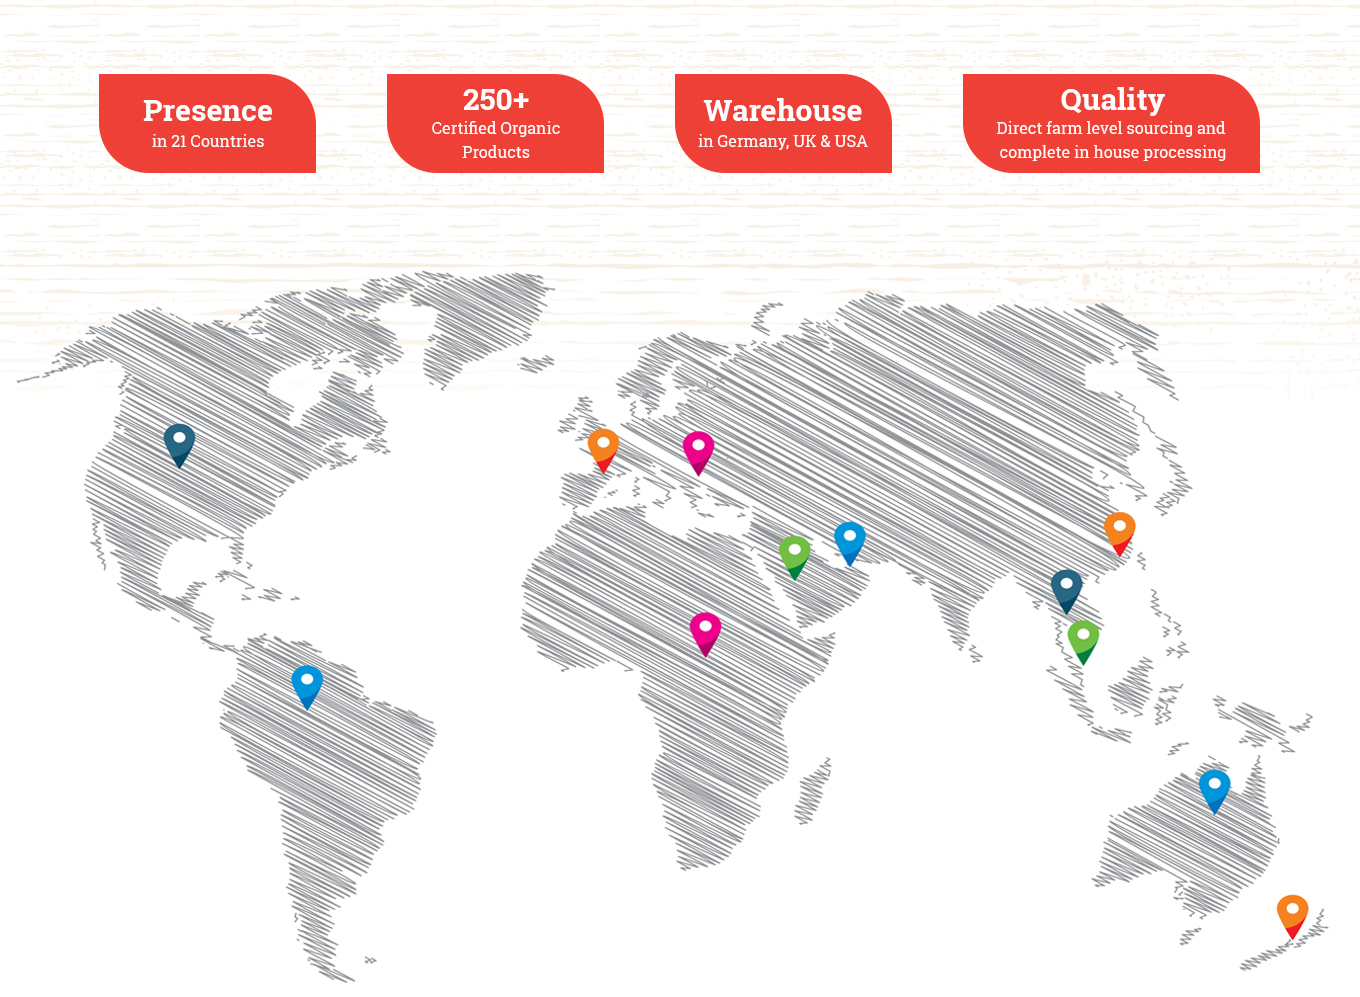 Presence
in 21 Countries
250+
Certified Organic
Products
Warehouse
in Germany, UK & USA
Quality
Direct farm level sourcing and
complete in house processing